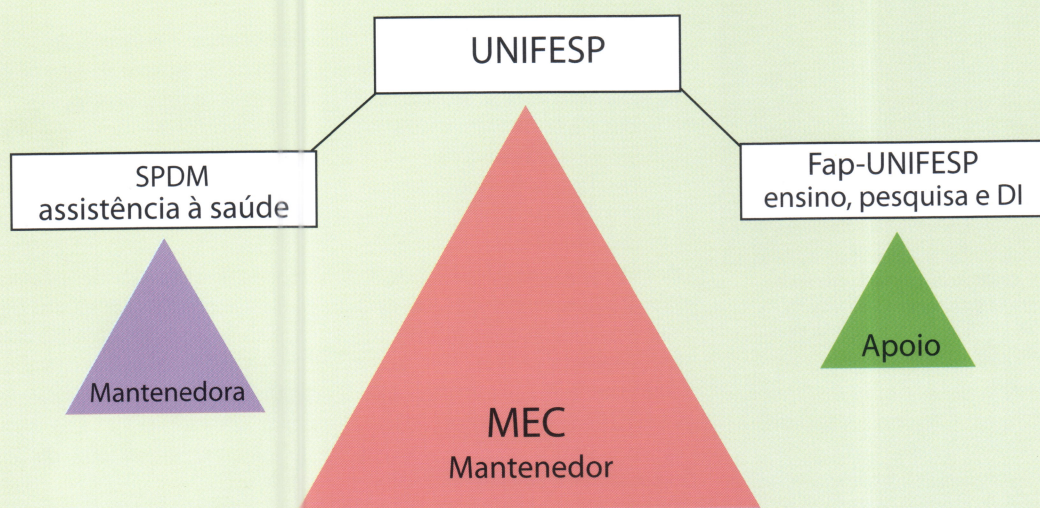 UNIFESP
SPDM
assistência à saúde
Fap-UNIFESP
ensino, pesquisa e DI
Mantenedora
Apoio
MEC
Mantenedor